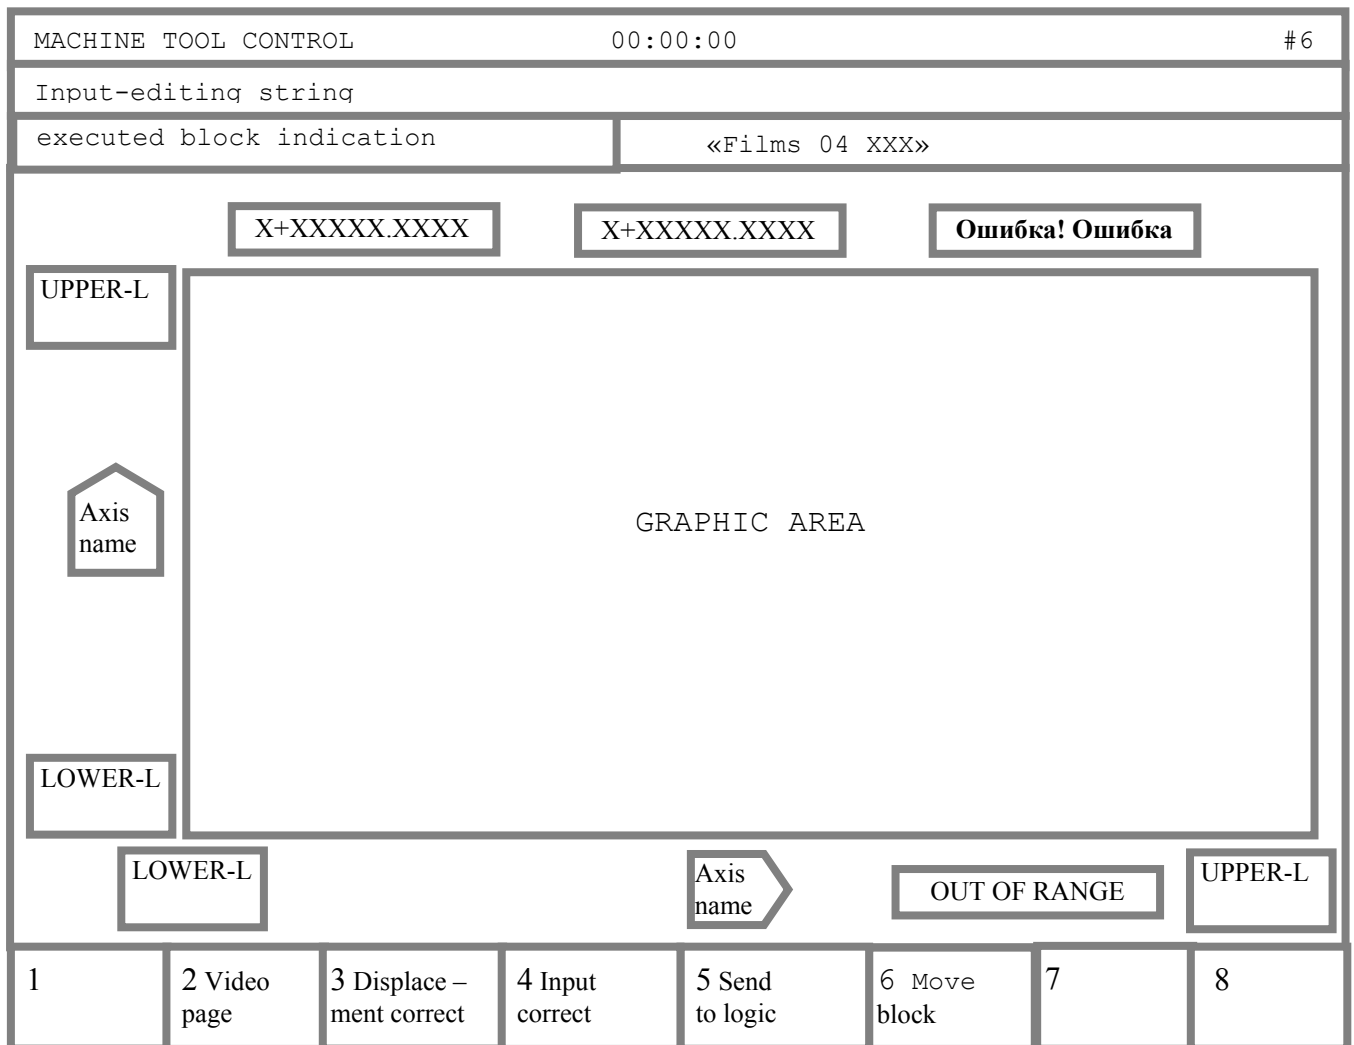 MACHINE TOOL CONTROL 00:00:00 #6
Input-editing string
executed block indication «Films 04 XXX»
X+XXXXX.XXXX X+XXXXX.XXXX Ошибка! Ошибка
UPPER-L
Axis
name
GRAPHIC AREA
LOWER-L
LOWER-L
Axis
name
OUT OF RANGE
UPPER-L
1
2 Video
page
3 Displace –
ment correct
4 Input
correct
5 Send
to logic
6 Move
block
7
8